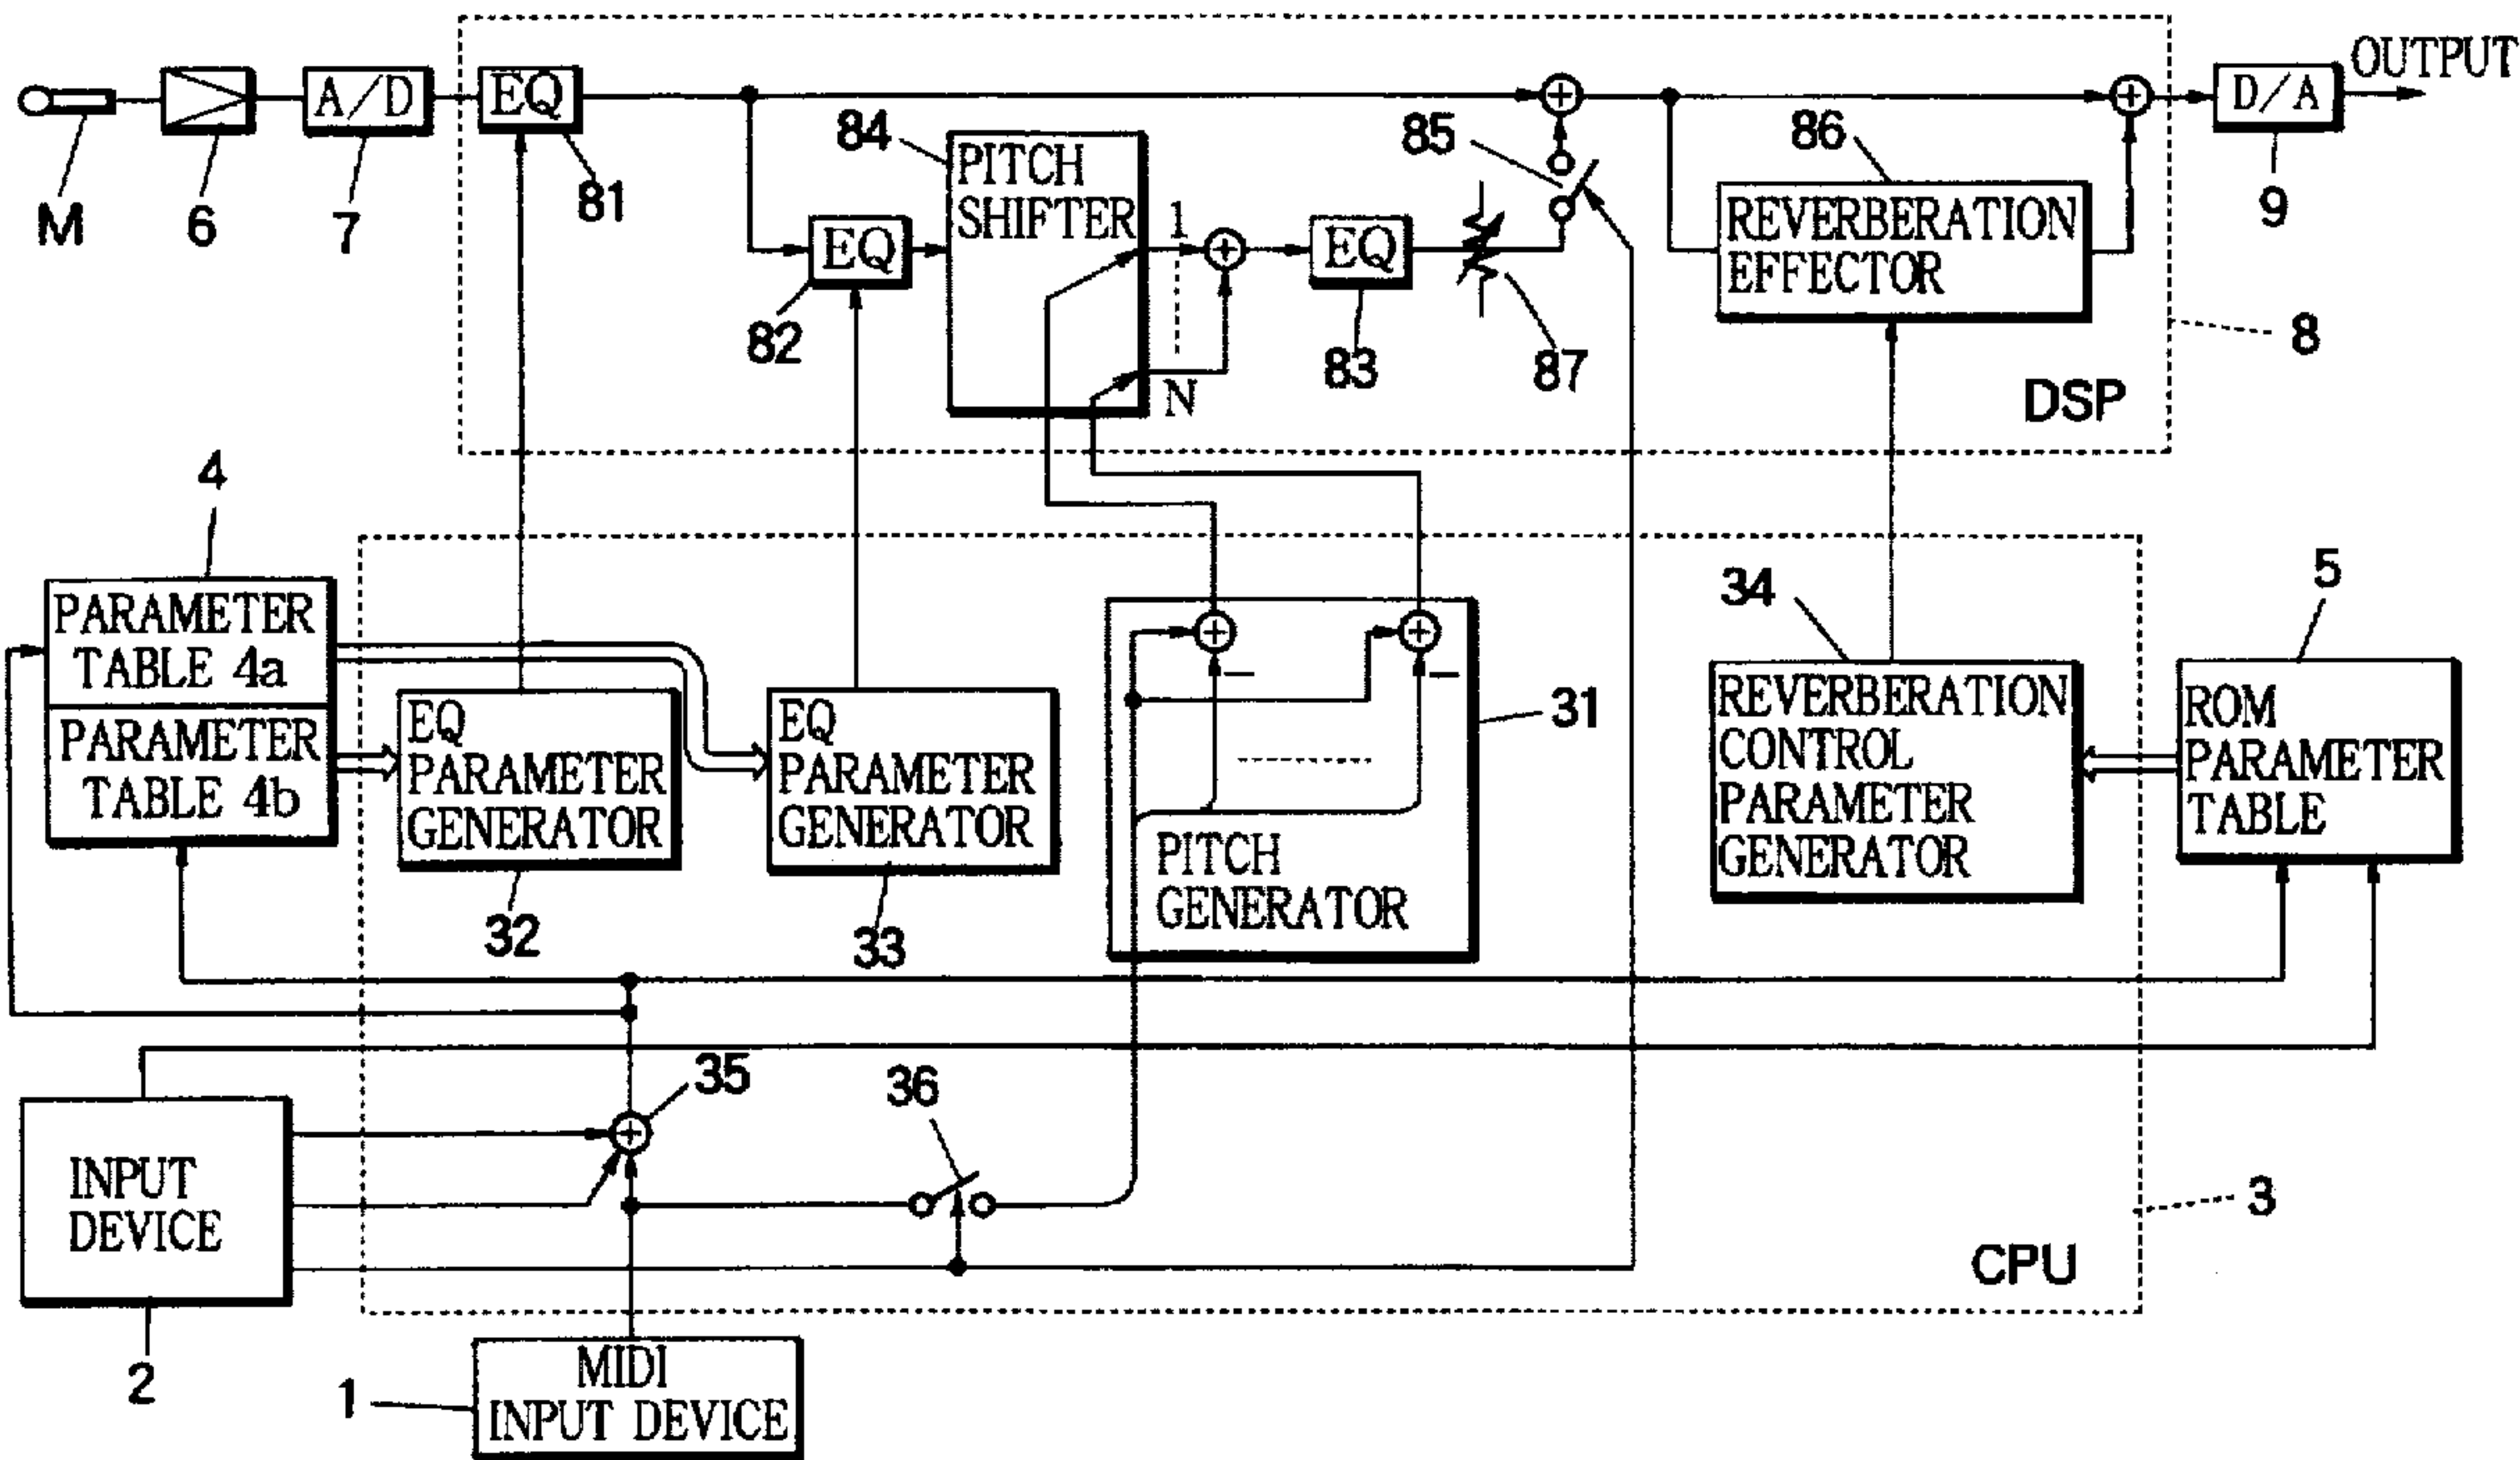 OUTPUT
A/D
EQ
D/A
M
6
7
81
84
PITCH
SHIFTER
85
86
9
EQ
82
1
N
EQ
83
87
REVERBERATION
EFFECTOR
8
DSP
4
PARAMETER
TABLE 4a
PARAMETER
TABLE 4b
EQ
PARAMETER
GENERATOR
32
EQ
PARAMETER
GENERATOR
33
31
PITCH
GENERATOR
34
REVERBERATION
CONTROL
PARAMETER
GENERATOR
5
ROM
PARAMETER
TABLE
35
36
INPUT
DEVICE
2
3
CPU
1
MIDI
INPUT DEVICE